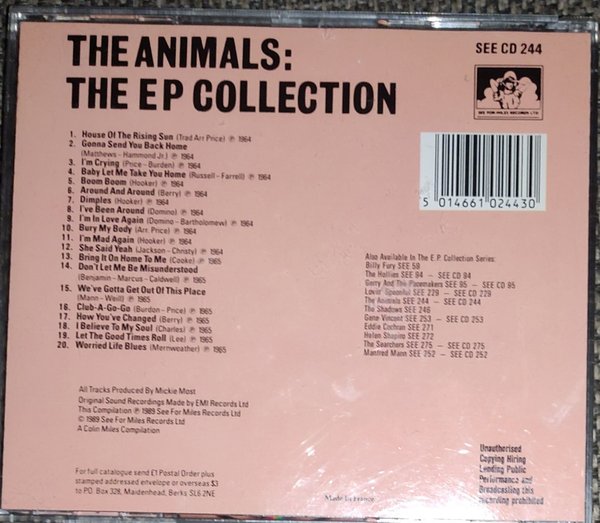 THE ANIMALS:
THE EP COLLECTION
SEE CD 244
SEE FOR MILES RECORDS LTD
1. House Of The Rising Sun (Trad Arr Price) ℗ 1964
2. Gonna Send You Back Home
(Matthews - Hammond Jr.) ℗ 1964
3. I'm Crying (Price - Burden) ℗ 1964
4. Baby Let Me Take You Home (Russell - Farrell) ℗ 1964
5. Boom Boom (Hooker) ℗ 1964
6. Around And Around (Berry) ℗ 1964
7. Dimples (Hooker) ℗ 1964
8. I've Been Around (Domino) ℗ 1964
9. I'm In Love Again (Domino - Bartholomew) ℗ 1964
10. Bury My Body (Arr. Price) ℗ 1964
11. I'm Mad Again (Hooker) ℗ 1964
12. She Said Yeah (Jackson - Christy) ℗ 1964
13. Bring It On Home To Me (Cooke) ℗ 1965
14. Don't Let Me Be Misunderstood
(Benjamin - Marcus - Caldwell) ℗ 1965
15. We've Gotta Get Out Of This Place
(Mann - Weill) ℗ 1965
16. Club-A-Go-Go (Burdon - Price) ℗ 1965
17. How You've Changed (Berry) ℗ 1965
18. I Believe To My Soul (Charles) ℗ 1965
19. Let The Good Times Roll (Lee) ℗ 1965
20. Worried Life Blues (Merriweather) ℗ 1965
5 014661 024430
Also Available In The E.P. Collection Series:
Billy Fury SEE 59
The Hollies SEE 94 - SEE CD 94
Gerry And The Pacemakers SEE 95 - SEE CD 95
Lovin' Spoonful SEE 229 - SEE CD 229
The Animals SEE 244 - SEE CD 244
The Shadows SEE 246
Gene Vincent SEE 253 - SEE CD 253
Eddie Cochran SEE 271
Helen Shapiro SEE 272
The Searchers SEE 275 - SEE CD 275
Manfred Mann SEE 252 - SEE CD 252
All Tracks Produced By Mickie Most
Original Sound Recordings Made by EMI Records Ltd
This Compilation ℗ 1989 See For Miles Records Ltd
© 1989 See For Miles Records Ltd
A Colin Miles Compilation
For full catalogue send £1 Postal Order plus
stamped addressed envelope or overseas $3
to P.O. Box 328, Maidenhead, Berks SL6 2NE
Made in France
Unauthorised
Copying Hiring
Lending Public
Performance and
Broadcasting this
recording prohibited